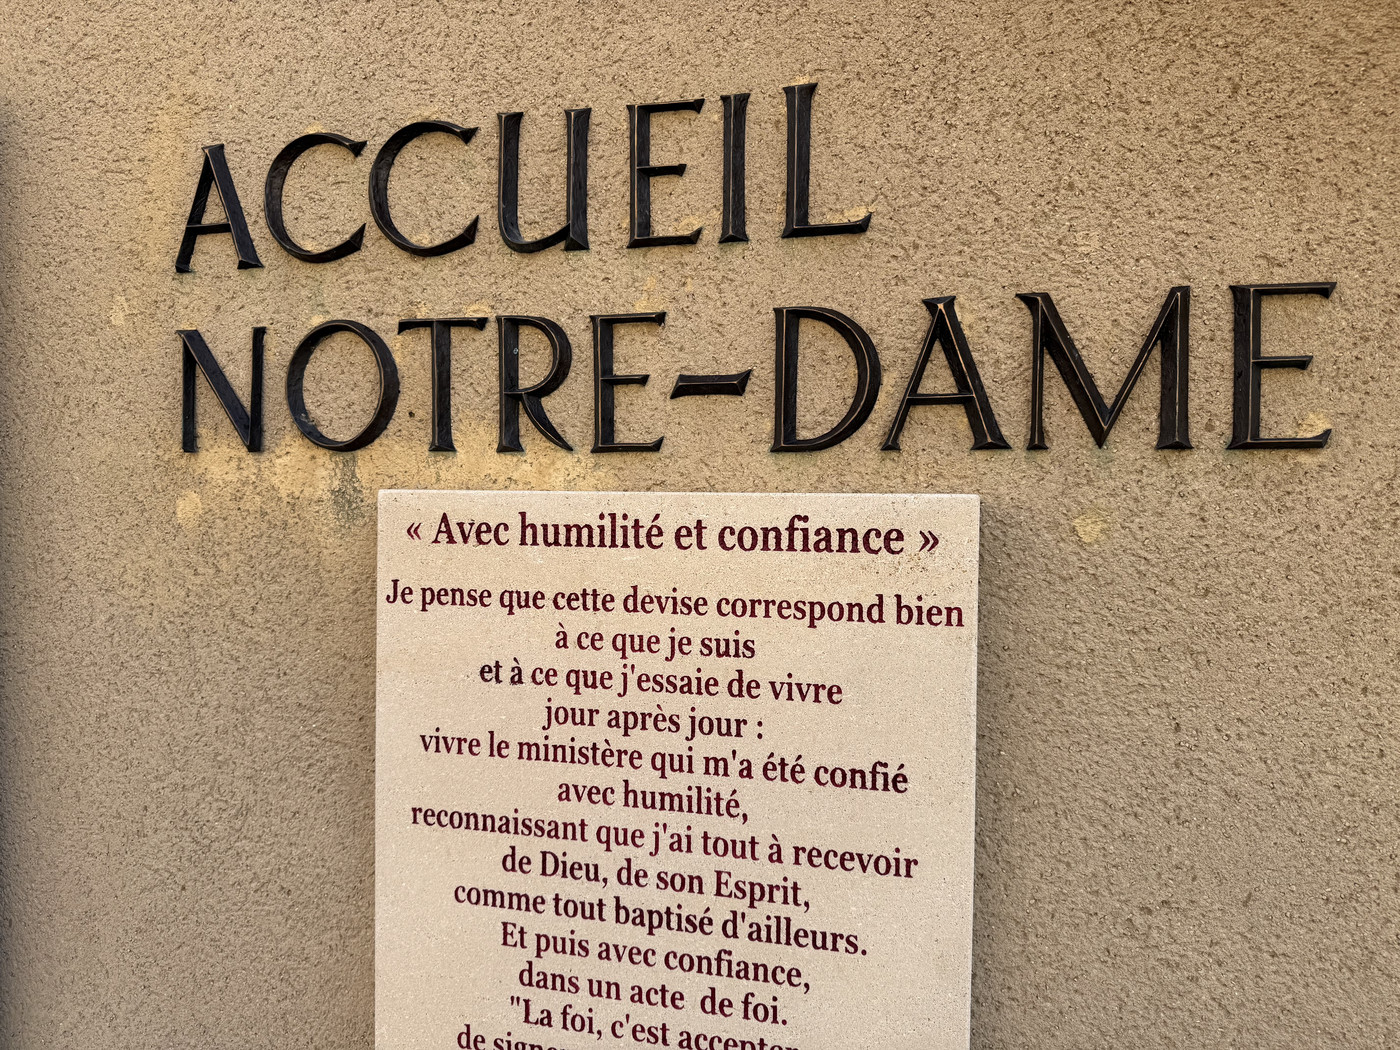 ACCUEIL
NOTRE-DAME
« Avec humilité et confiance »
Je pense que cette devise correspond bien
à ce que je suis
et à ce que j'essaie de vivre
jour après jour :
vivre le ministère qui m'a été confié
avec humilité,
reconnaissant que j'ai tout à recevoir
de Dieu, de son Esprit,
comme tout baptisé d'ailleurs.
Et puis avec confiance,
dans un acte de foi.
"La foi, c'est accepter
de